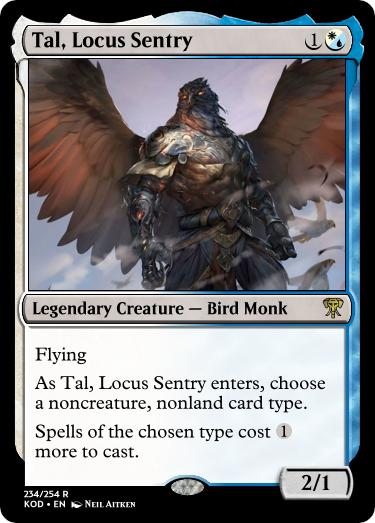 Tal, Locus Sentry 1
Legendary Creature — Bird Monk
Flying
As Tal, Locus Sentry enters, choose
a noncreature, nonland card type.
Spells of the chosen type cost 1
more to cast.
2/1
234/254 R
KOD • EN Neil Aitken